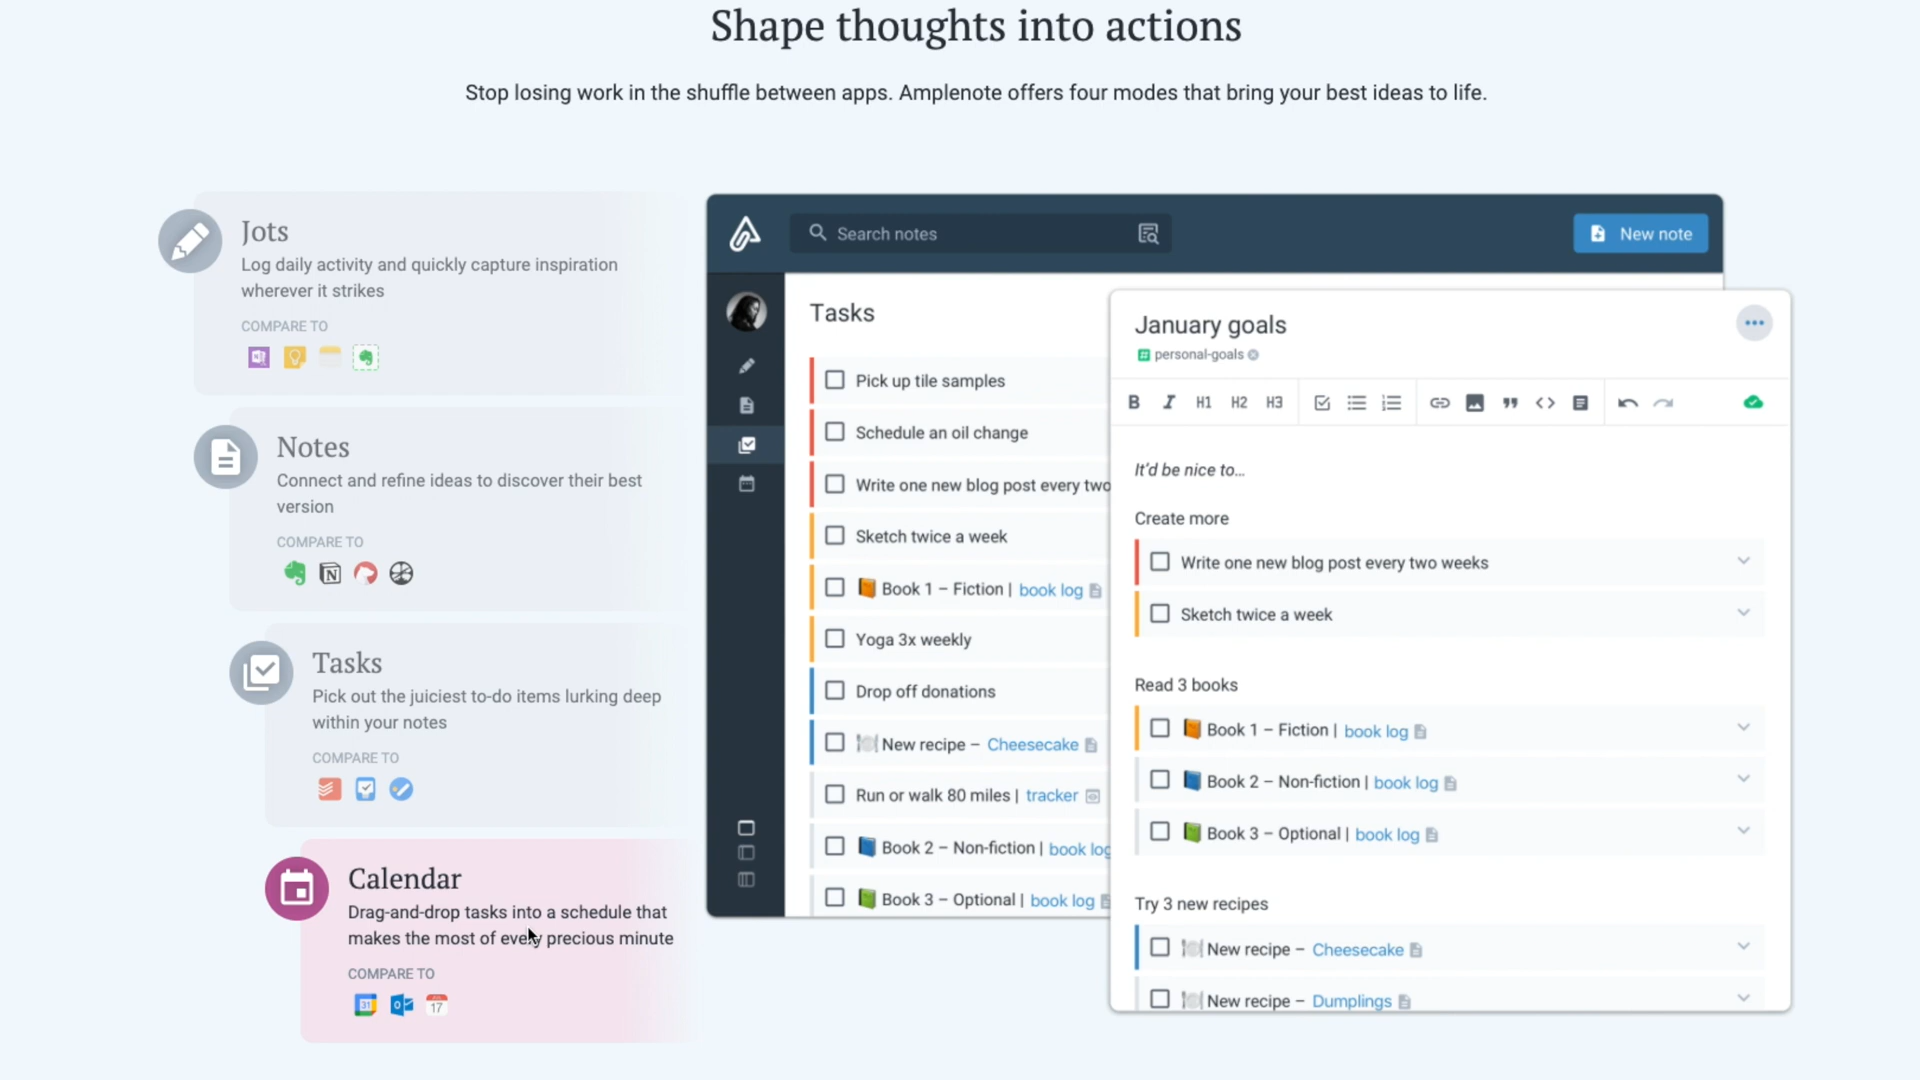 Shape thoughts into actions
Stop losing work in the shuffle between apps. Amplenote offers four modes that bring your best ideas to life.
Jots
Log daily activity and quickly capture inspiration
wherever it strikes
COMPARE TO
Notes
Connect and refine ideas to discover their best
version
COMPARE TO
Tasks
Pick out the juiciest to-do items lurking deep
within your notes
COMPARE TO
Calendar
Drag-and-drop tasks into a schedule that
makes the most of every precious minute
COMPARE TO
31
17
Search notes
New note
Tasks
Pick up tile samples
Schedule an oil change
Write one new blog post every two
Sketch twice a week
Book 1 – Fiction | book log
Yoga 3x weekly
Drop off donations
New recipe – Cheesecake
Run or walk 80 miles | tracker
Book 2 – Non-fiction | book log
Book 3 – Optional | book log
January goals
personal-goals
B I H1 H2 H3
It'd be nice to…
Create more
Write one new blog post every two weeks
Sketch twice a week
Read 3 books
Book 1 – Fiction | book log
Book 2 – Non-fiction | book log
Book 3 – Optional | book log
Try 3 new recipes
New recipe – Cheesecake
New recipe – Dumplings